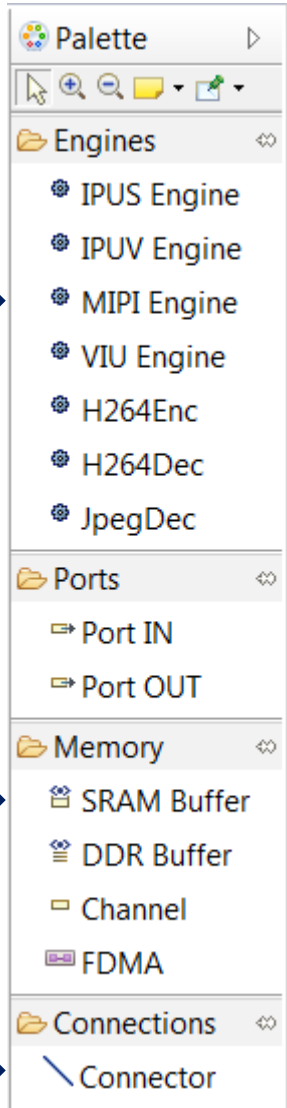 Palette
Engines
IPUS Engine
IPUV Engine
MIPI Engine
VIU Engine
H264Enc
H264Dec
JpegDec
Ports
Port IN
Port OUT
Memory
SRAM Buffer
DDR Buffer
Channel
FDMA
Connections
Connector